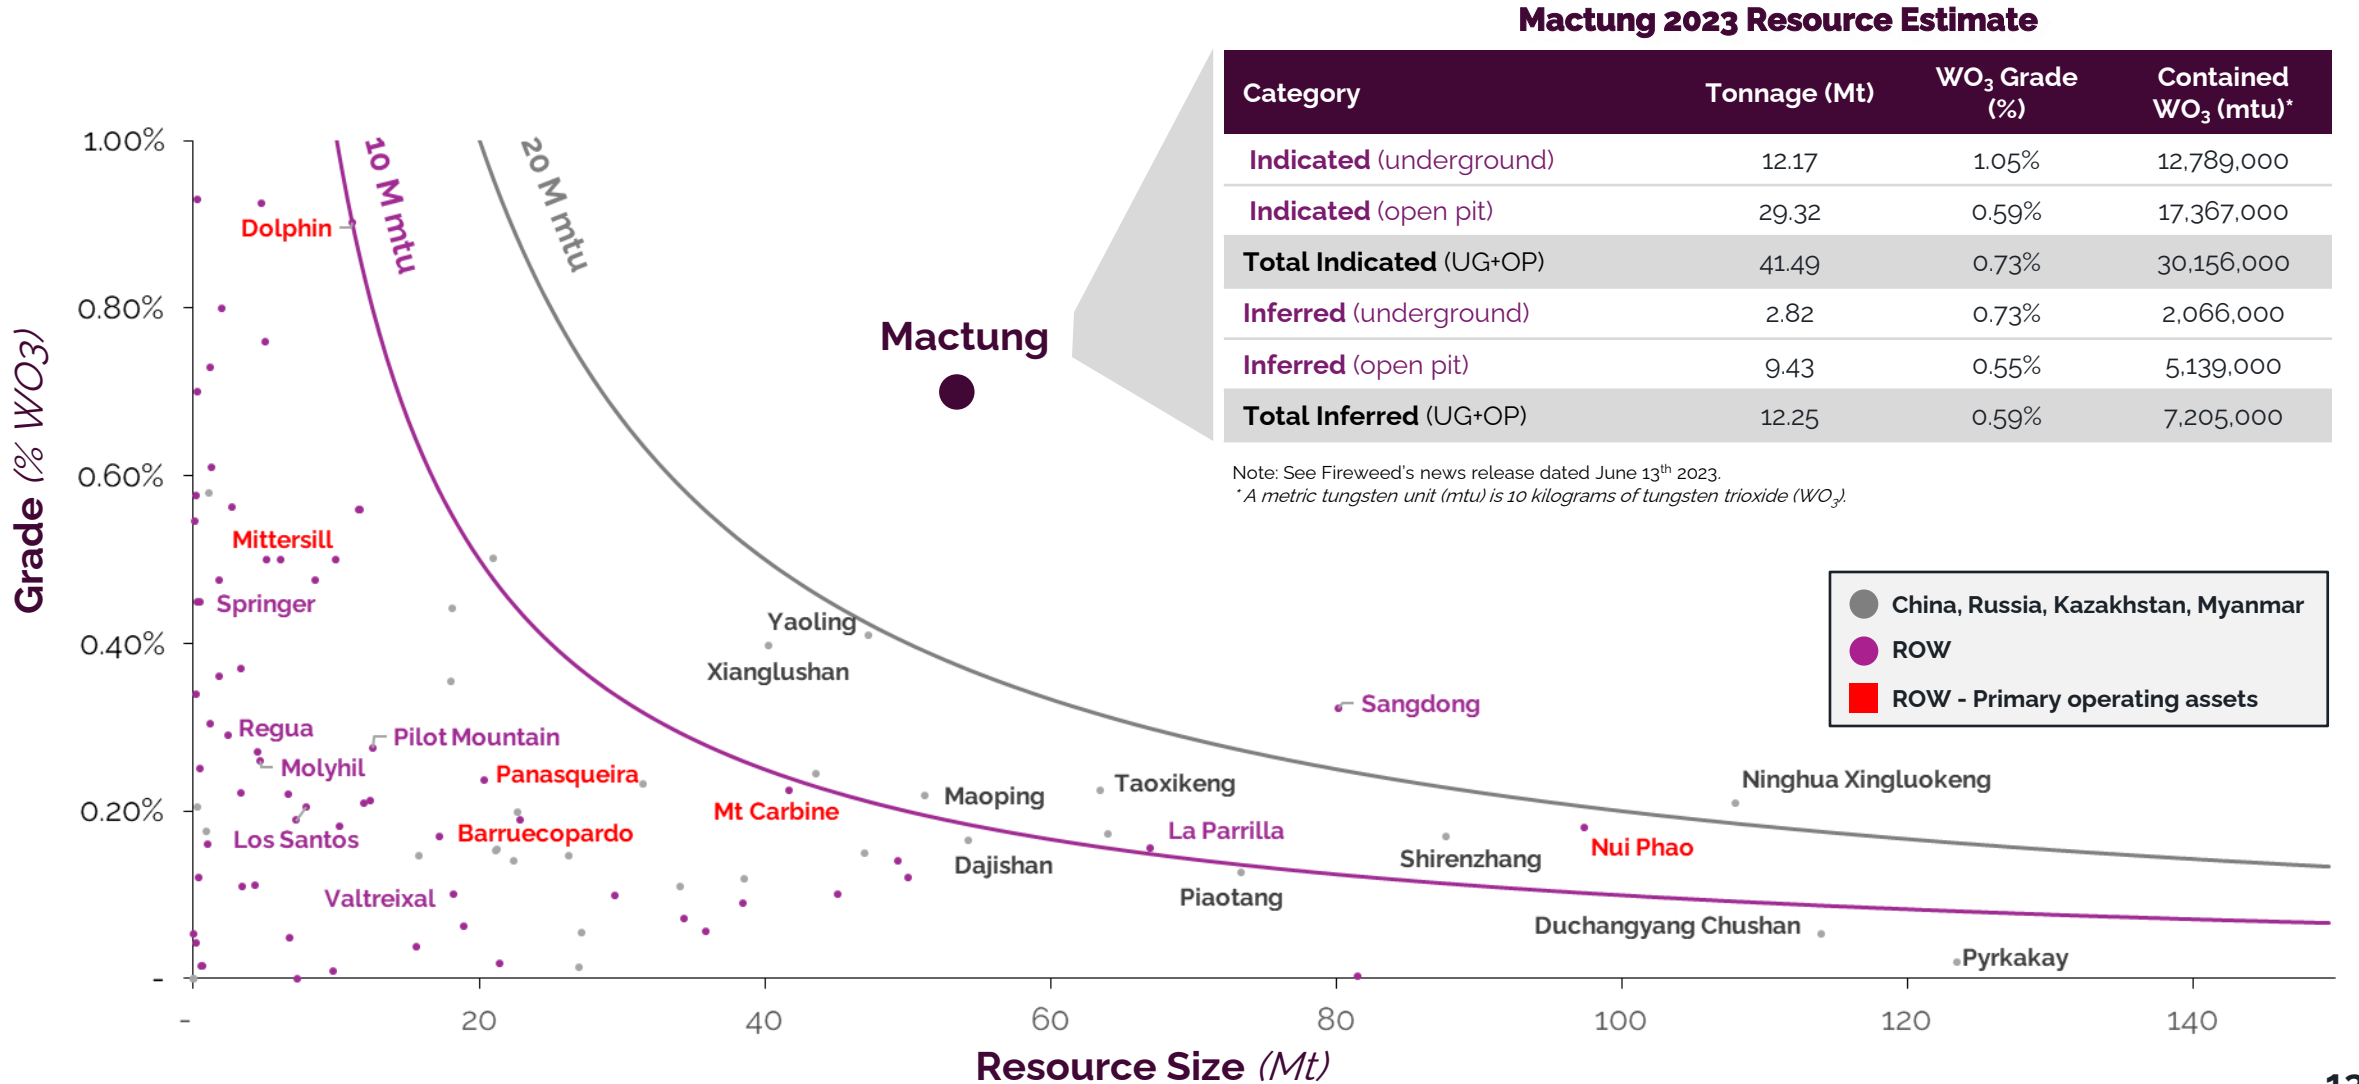 Mactung 2023 Resource Estimate
Category Tonnage (Mt) WO3 Grade (%) Contained WO3 (mtu)*
Indicated (underground) 12.17 1.05% 12,789,000
Indicated (open pit) 29.32 0.59% 17,367,000
Total Indicated (UG+OP) 41.49 0.73% 30,156,000
Inferred (underground) 2.82 0.73% 2,066,000
Inferred (open pit) 9.43 0.55% 5,139,000
Total Inferred (UG+OP) 12.25 0.59% 7,205,000
Note: See Fireweed's news release dated June 13th 2023.
* A metric tungsten unit (mtu) is 10 kilograms of tungsten trioxide (WO3).
Grade (% WO3)
1.00%
0.80%
0.60%
0.40%
0.20%
-
10 M mtu
20 M mtu
Dolphin
Mactung
Mittersill
Springer
Yaoling
Xianglushan
Sangdong
Regua
Pilot Mountain
Molyhil
Panasqueira
Taoxikeng
Ninghua Xingluokeng
Maoping
Mt Carbine
Los Santos
Barruecopardo
La Parrilla
Nui Phao
Dajishan
Shirenzhang
Valtreixal
Piaotang
Duchangyang Chushan
Pyrkakay
China, Russia, Kazakhstan, Myanmar
ROW
ROW - Primary operating assets
- 20 40 60 80 100 120 140
Resource Size (Mt)